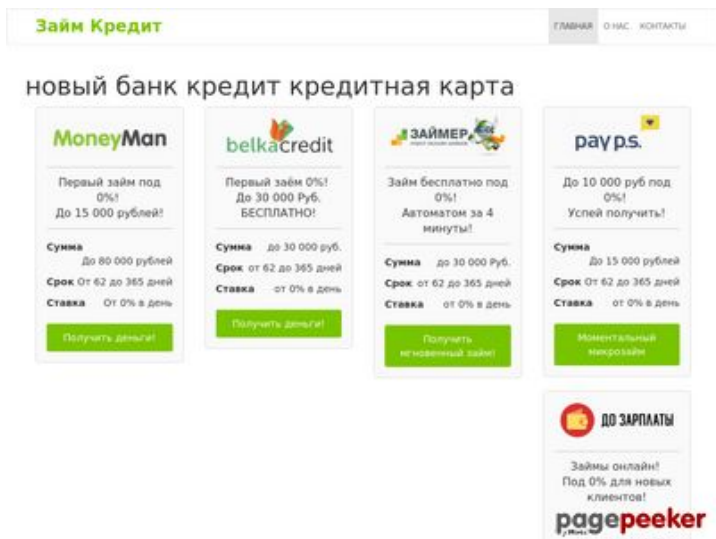 Займ Кредит
ГЛАВНАЯ О НАС. КОНТАКТЫ
новый банк кредит кредитная карта
MoneyMan
Первый займ под
0%!
До 15 000 рублей!
Сумма
До 80 000 рублей
Срок От 62 до 365 дней
Ставка От 0% в день
Получить деньги!
belkacredit
Первый заём 0%!
До 30 000 Руб.
БЕСПЛАТНО!
Сумма до 30 000 руб.
Срок от 62 до 365 дней
Ставка от 0% в день
Получить деньги!
ЗАЙМЕР
Займ бесплатно под
0%!
Автоматом за 4
минуты!
Сумма до 30 000 Руб.
Срок от 62 до 365 дней
Ставка от 0% в день
Получить
мгновенный займ!
pay p.s.
До 10 000 руб под
0%!
Успей получить!
Сумма
До 15 000 рублей
Срок От 62 до 365 дней
Ставка от 0% в день
Моментальный
микрозайм
ДО ЗАРПЛАТЫ
Займы онлайн!
Под 0% для новых
клиентов!
pagepeeker